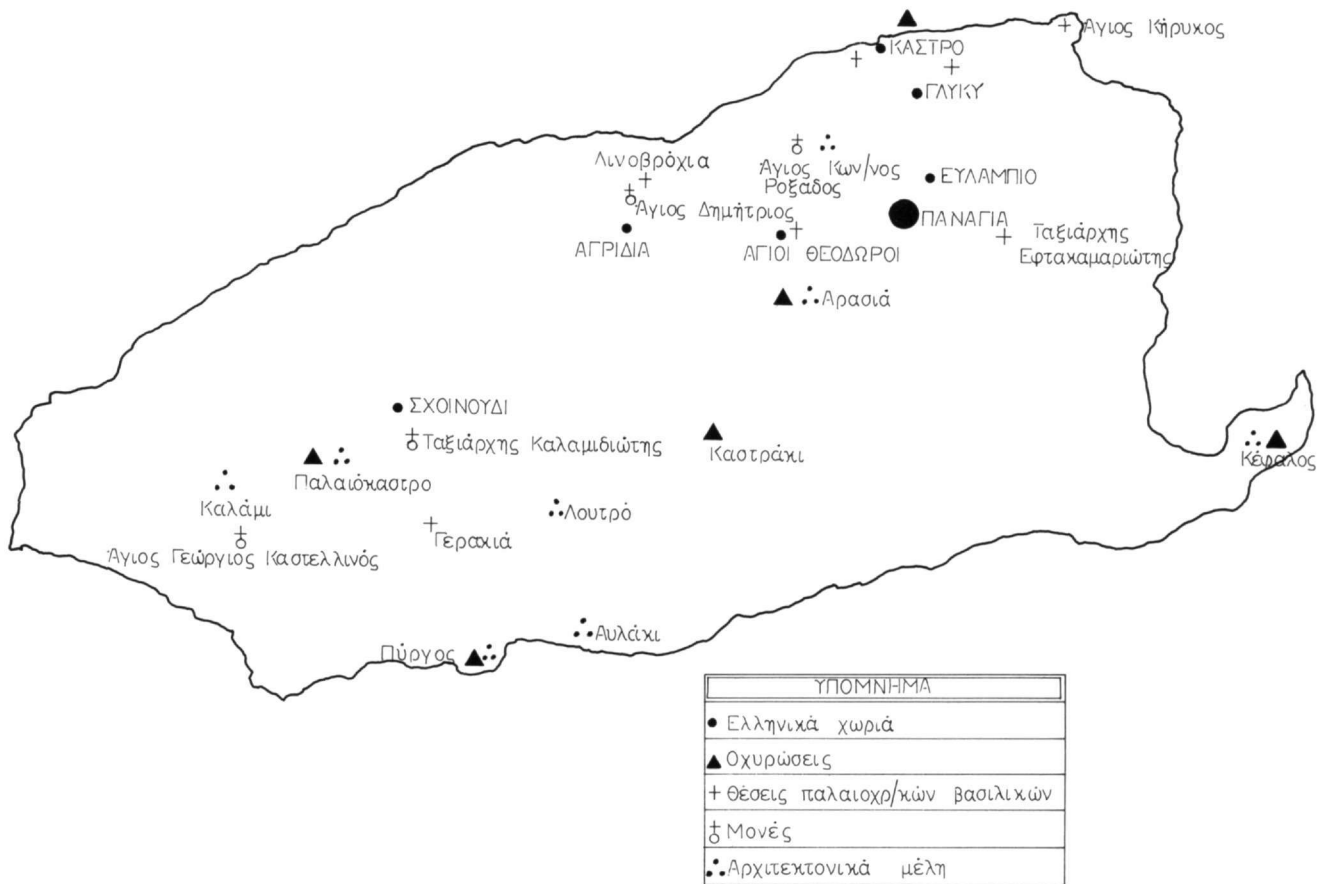 Άγιος Κήρυκος
ΚΑΣΤΡΟ
ΓΛΥΚΥ
Λινοβρόχια
Άγιος Κων/νος
Ροξάδος
ΕΥΛΑΜΠΙΟ
Άγιος Δημήτριος
ΠΑΝΑΓΙΑ
ΑΓΡΙΔΙΑ
ΑΓΙΟΙ ΘΕΟΔΩΡΟΙ
Ταξιάρχης
Εφτακαμαριώτης
Αρασιά
ΣΧΟΙΝΟΥΔΙ
Ταξιάρχης Καλαμιδιώτης
Καστράκι
Κέφαλος
Παλαιόκαστρο
Καλάμι
Λουτρό
Γερακιά
Άγιος Γεώργιος Καστελλινός
Αυλάκι
Πύργος
ΥΠΟΜΝΗΜΑ
Ελληνικά χωριά
Οχυρώσεις
Θέσεις παλαιοχρ/κών βασιλικών
Μονές
Αρχιτεκτονικά μέλη